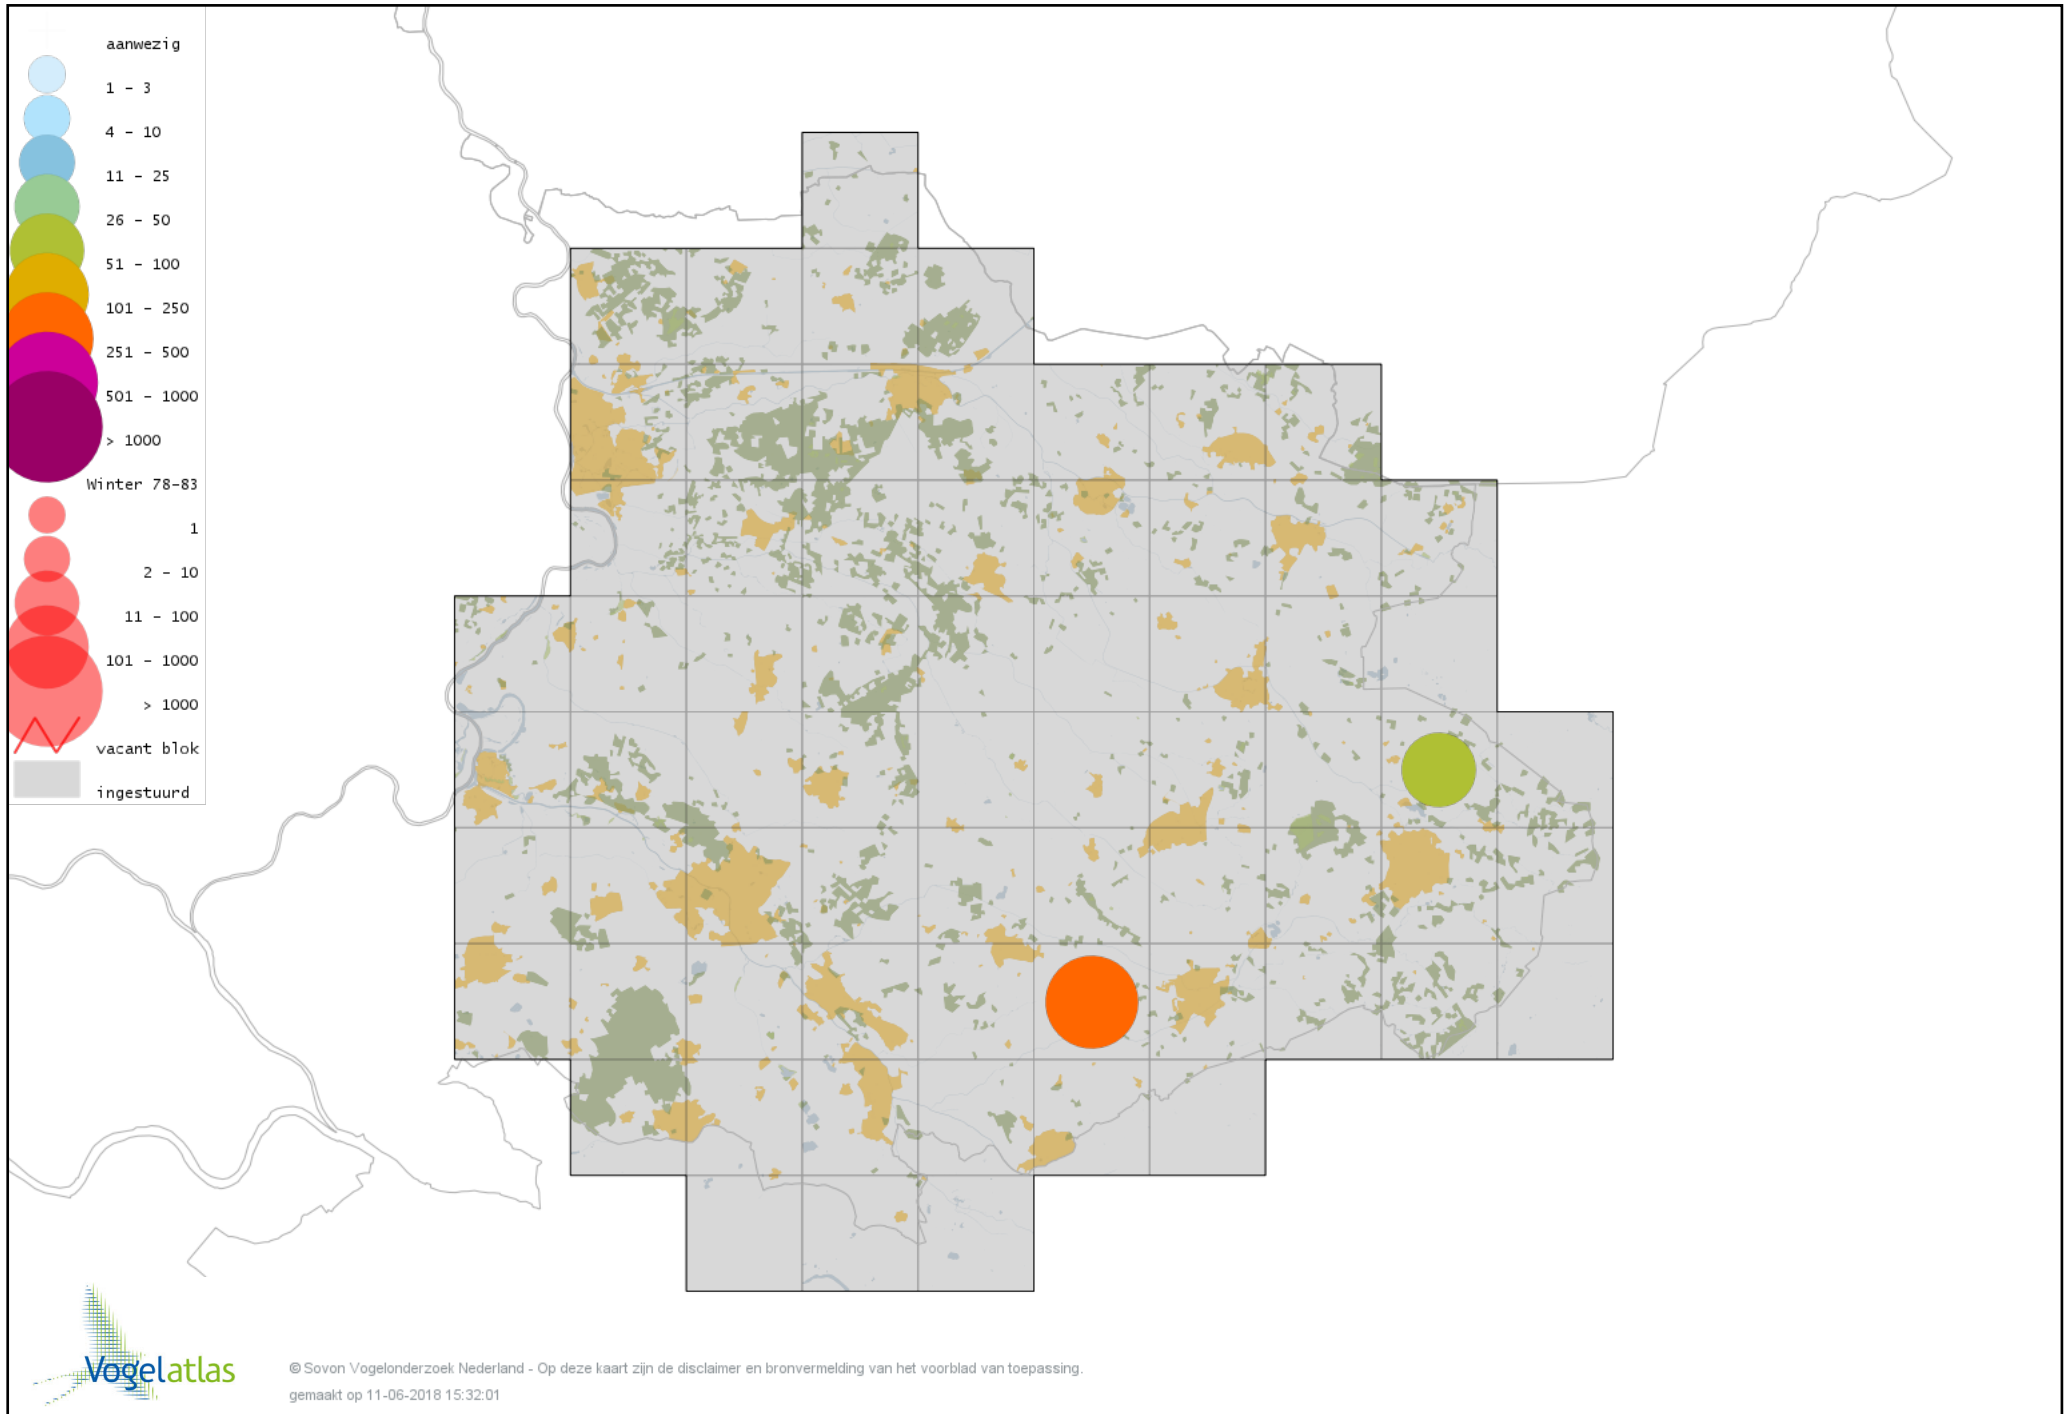 aanwezig
1 – 3
4 – 10
11 – 25
26 – 50
51 – 100
101 – 250
251 – 500
501 – 1000
> 1000
Winter 78-83
1
2 – 10
11 – 100
101 – 1000
> 1000
vacant blok
ingestuurd
Vogelatlas
© Sovon Vogelonderzoek Nederland - Op deze kaart zijn de disclaimer en bronvermelding van het voorblad van toepassing.
gemaakt op 11-06-2018 15:32:01